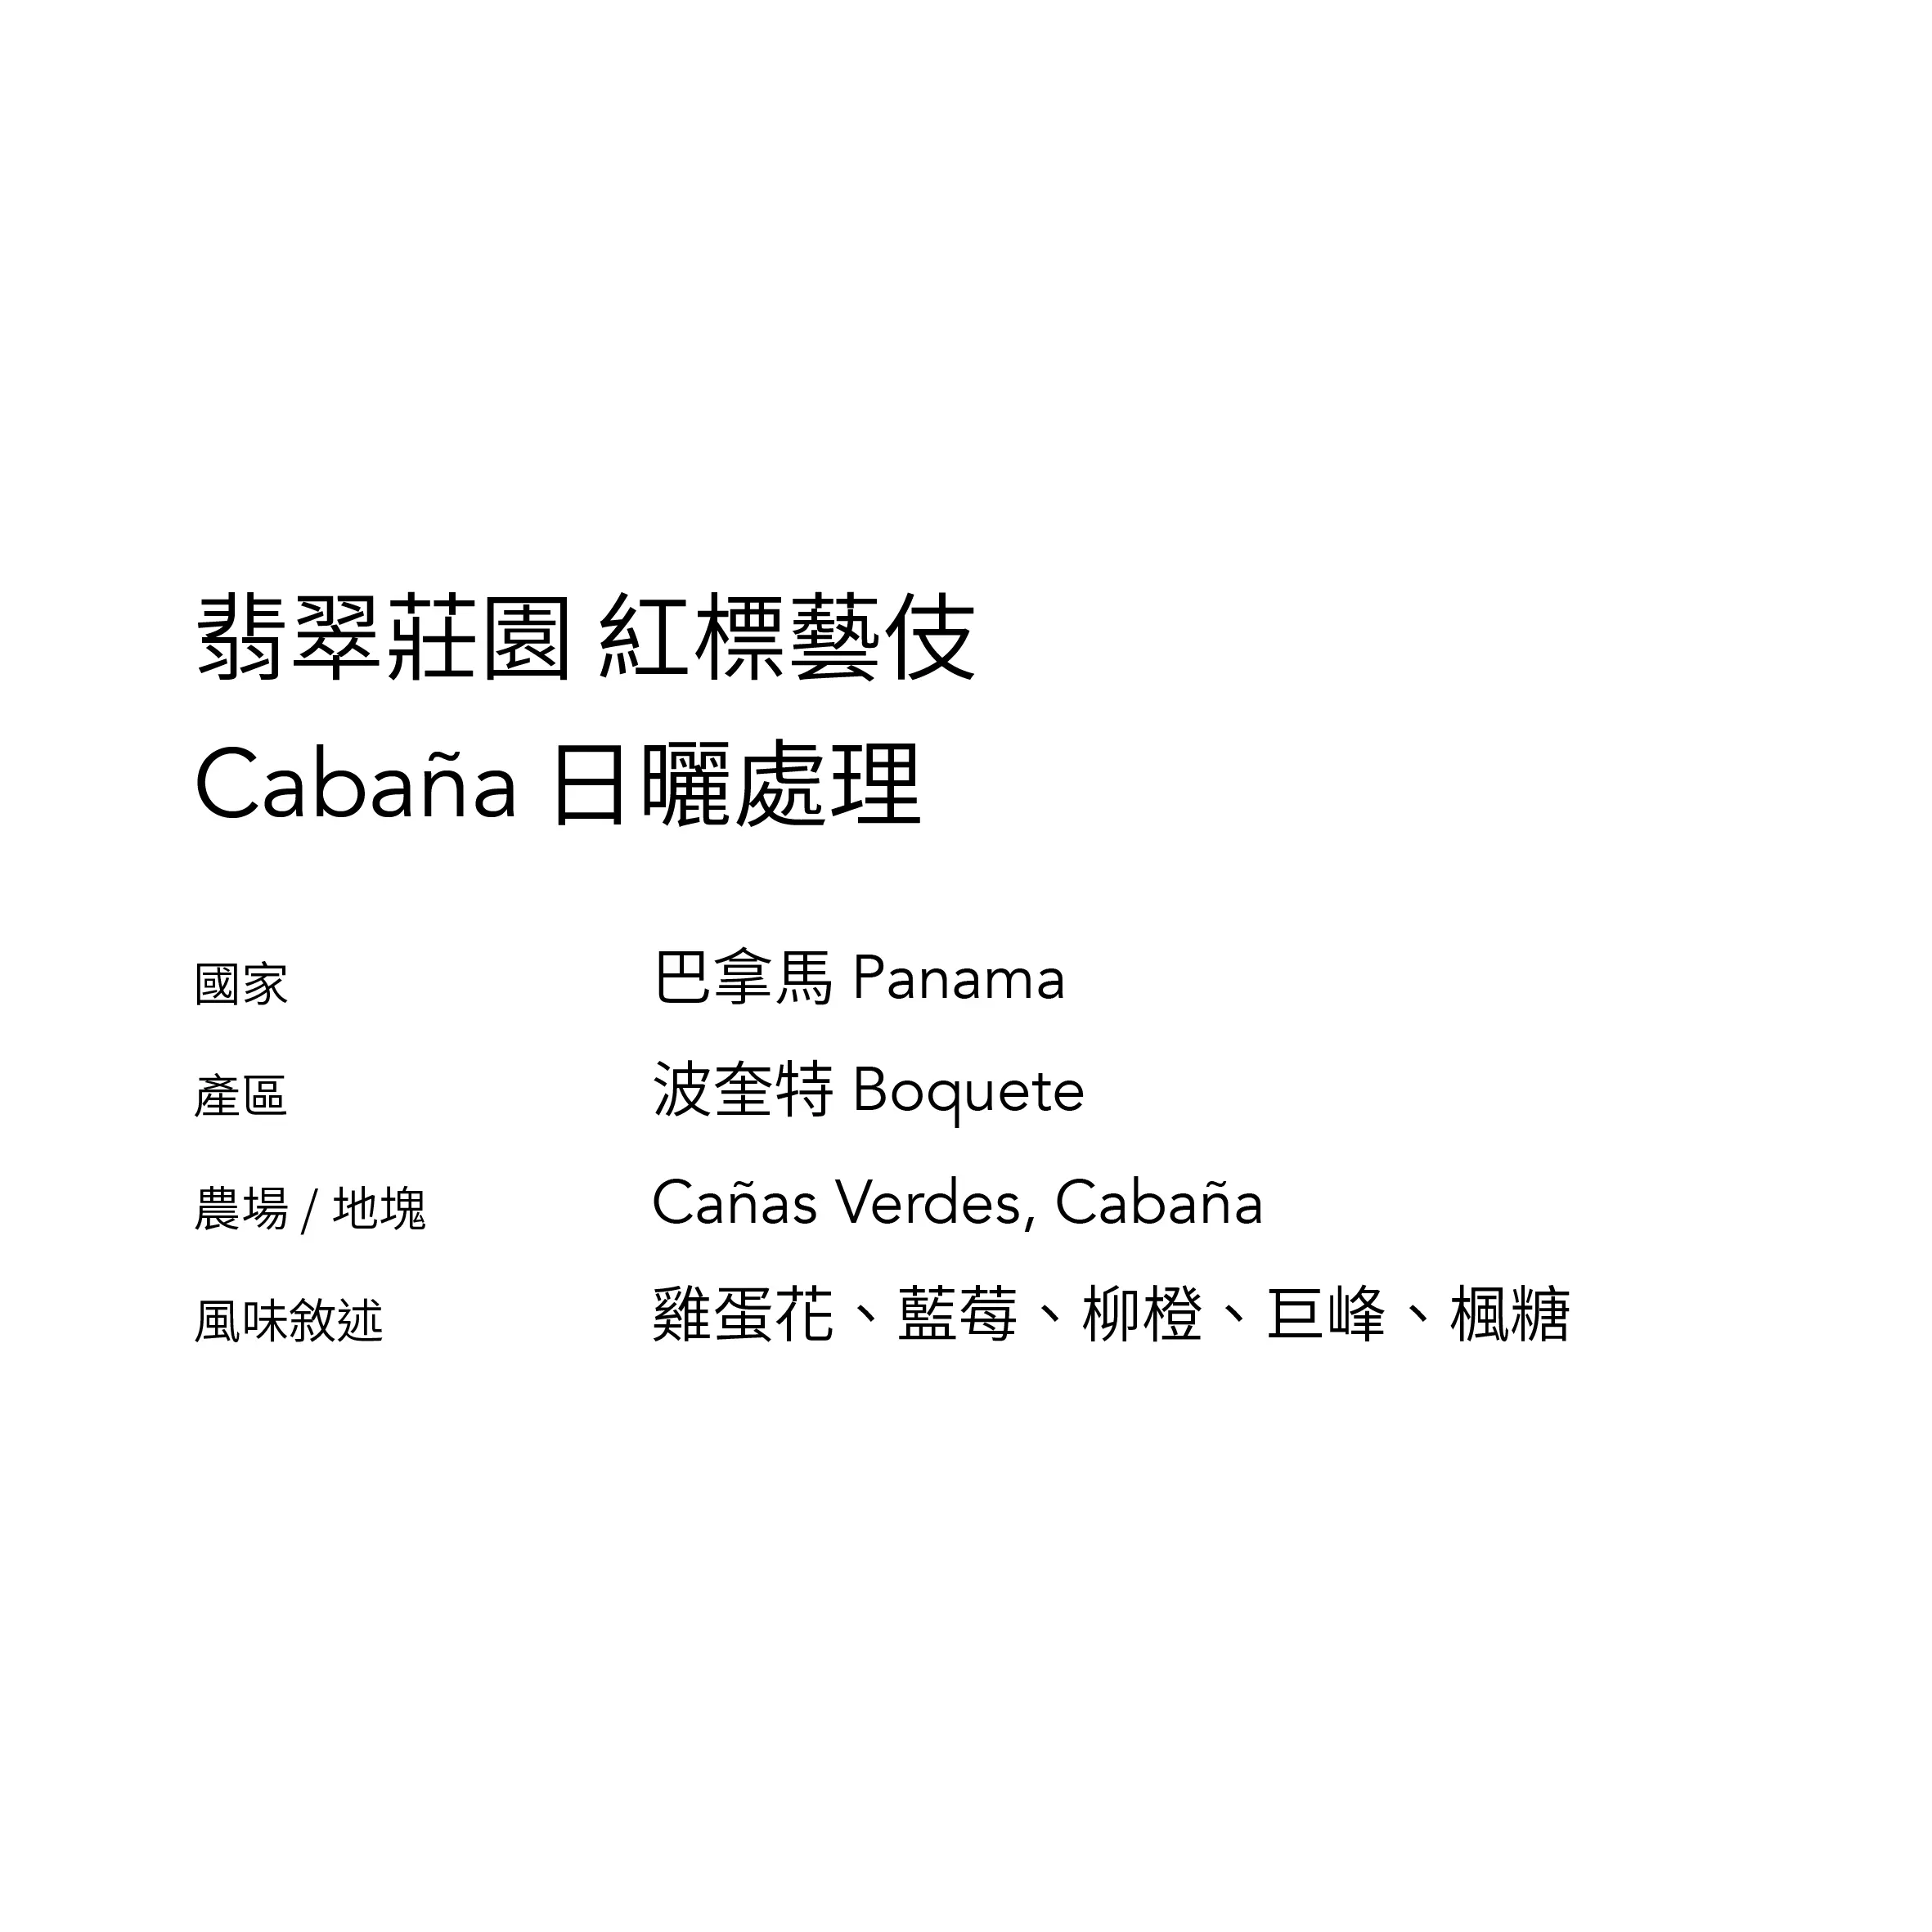 翡翠莊園 紅標藝伎
Cabaña 日曬處理
國家 巴拿馬 Panama
產區 波奎特 Boquete
農場 / 地塊 Cañas Verdes, Cabaña
風味敘述 雞蛋花、藍莓、柳橙、巨峰、楓糖